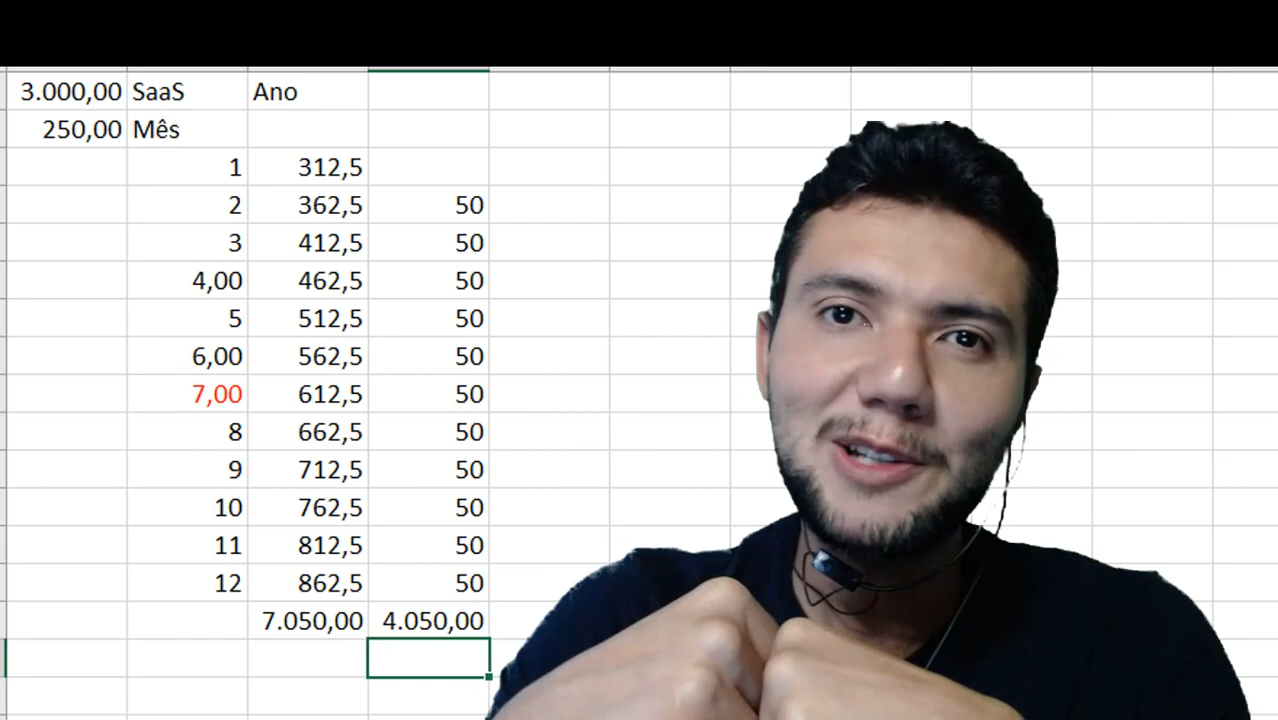 3.000,00 SaaS Ano
250,00 Mês
1 312,5
2 362,5 50
3 412,5 50
4,00 462,5 50
5 512,5 50
6,00 562,5 50
7,00 612,5 50
8 662,5 50
9 712,5 50
10 762,5 50
11 812,5 50
12 862,5 50
7.050,00 4.050,00